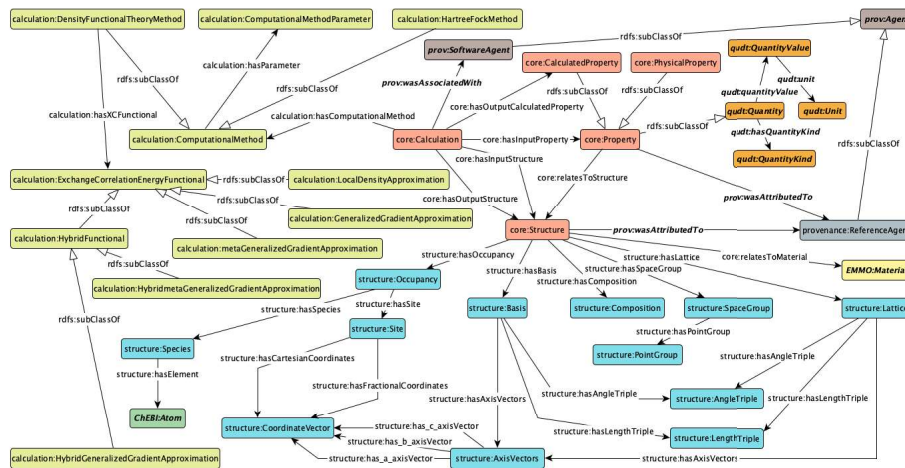 calculation:DensityFunctionalTheoryMethod
calculation:ComputationalMethodParameter
calculation:HartreeFockMethod
prov:Agent
rdfs:subClassOf
prov:SoftwareAgent
core:CalculatedProperty
core:PhysicalProperty
qudt:QuantityValue
rdfs:subClassOf
calculation:hasParameter
rdfs:subClassOf
prov:wasAssociatedWith
rdfs:subClassOf
rdfs:subClassOf
qudt:unit
qudt:quantityValue
core:hasOutputCalculatedProperty
calculation:hasXCFunctional
calculation:hasComputationalMethod
qudt:Quantity
qudt:Unit
rdfs:subClassOf
calculation:ComputationalMethod
core:Calculation
core:hasInputProperty
core:Property
qudt:hasQuantityKind
qudt:QuantityKind
core:hasInputStructure
calculation:ExchangeCorrelationEnergyFunctional
rdfs:subClassOf
calculation:LocalDensityApproximation
core:relatesToStructure
core:hasOutputStructure
rdfs:subClassOf
rdfs:subClassOf
prov:wasAttributedTo
calculation:GeneralizedGradientApproximation
rdfs:subClassOf
calculation:HybridFunctional
core:Structure
prov:wasAttributedTo
provenance:ReferenceAgen
calculation:metaGeneralizedGradientApproximation
structure:hasOccupancy
structure:hasLattice
core:relatesToMaterial
rdfs:subClassOf
structure:hasBasis
structure:hasSpaceGroup
EMMO:Material
structure:Occupancy
structure:hasComposition
calculation:HybridmetaGeneralizedGradientApproximation
structure:hasSpecies
structure:hasSite
structure:Basis
structure:Composition
structure:SpaceGroup
structure:Lattice
rdfs:subClassOf
structure:Site
structure:hasPointGroup
structure:Species
structure:hasCartesianCoordinates
structure:PointGroup
structure:hasElement
structure:hasFractionalCoordinates
structure:hasAngleTriple
structure:hasAngleTriple
structure:hasAxisVectors
structure:AngleTriple
structure:hasLengthTriple
ChEBI:Atom
structure:CoordinateVector
structure:has_c_axisVector
structure:hasLengthTriple
structure:LengthTriple
structure:has_b_axisVector
calculation:HybridGeneralizedGradientApproximation
structure:has_a_axisVector
structure:AxisVectors
structure:hasAxisVectors